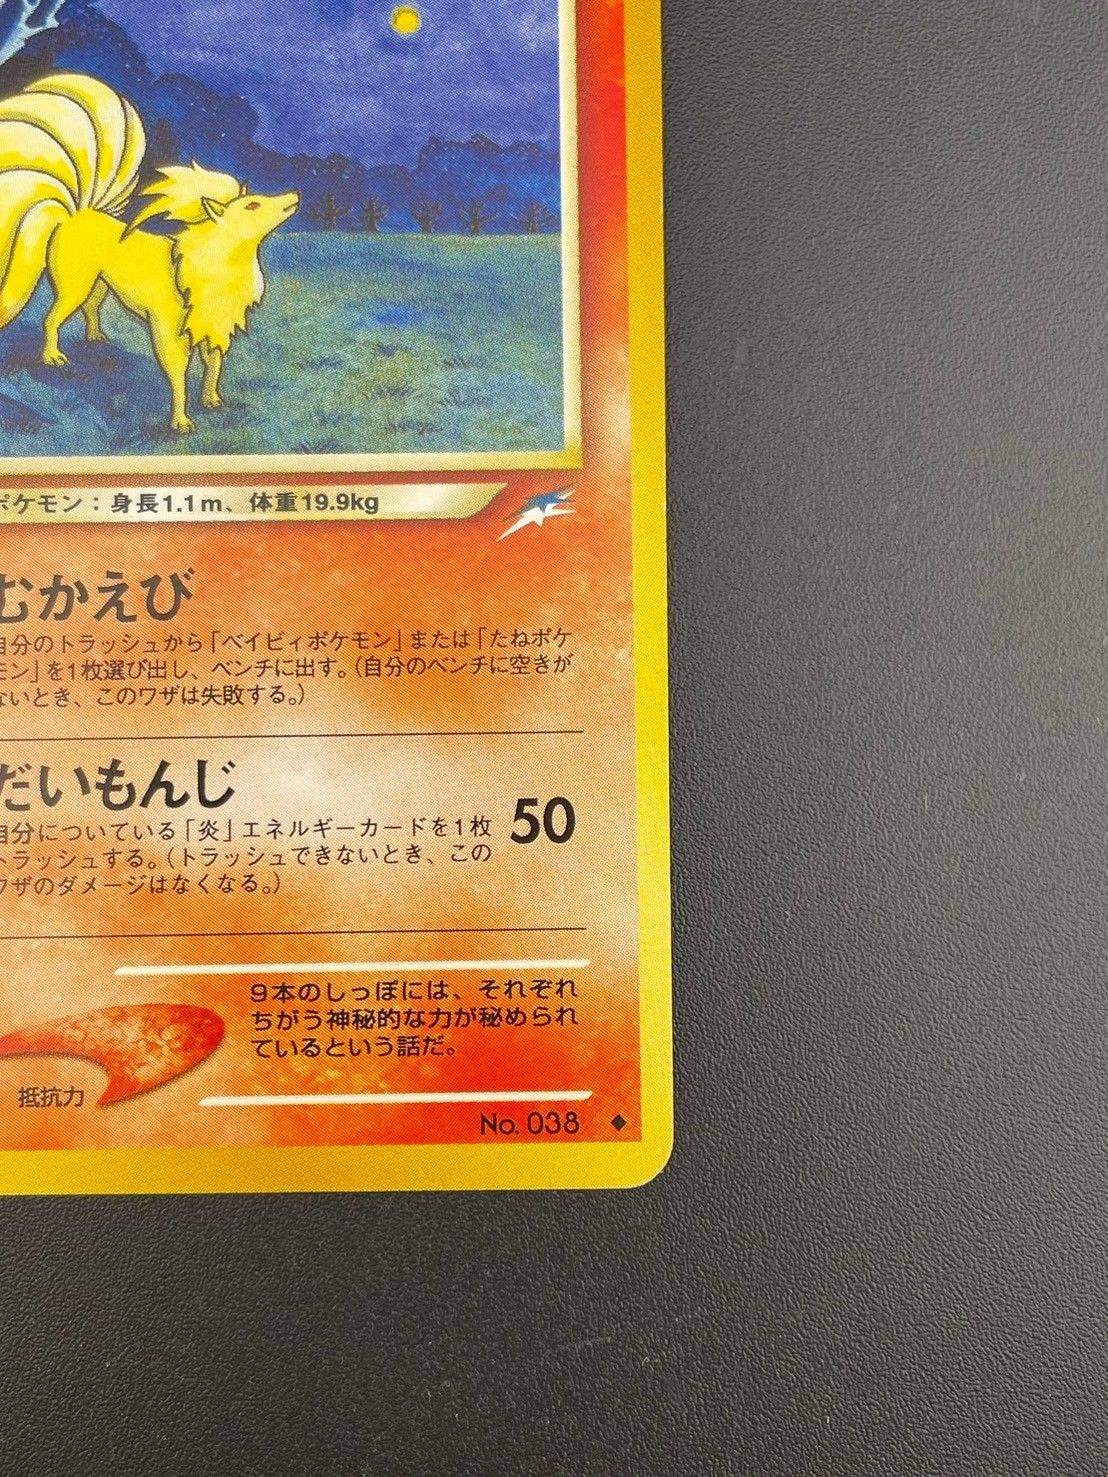 ポケモン：身長1.1m、体重19.9kg
むかえび
自分のトラッシュから「ベイビィポケモン」または「たねポケ
モン」を1枚選び出し、ベンチに出す。（自分のベンチに空きが
ないとき、このワザは失敗する。）
だいもんじ
自分についている「炎」エネルギーカードを1枚
トラッシュする。（トラッシュできないとき、この
ワザのダメージはなくなる。）
50
9本のしっぽには、それぞれ
ちがう神秘的な力が秘められ
ているという話だ。
抵抗力
No. 038 ◆